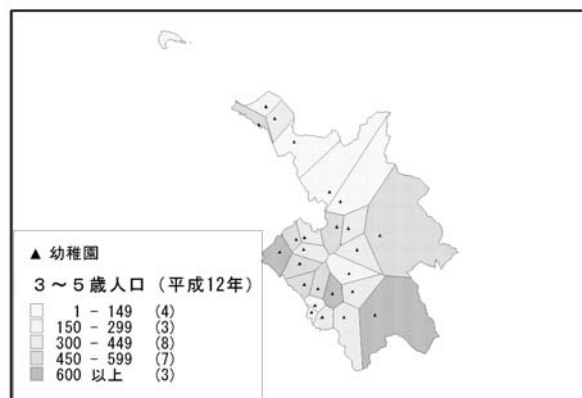 ▲ 幼稚園
3～5歳人口 (平成12年)
1 - 149 (4)
150 - 299 (3)
300 - 449 (8)
450 - 599 (7)
600 以上 (3)